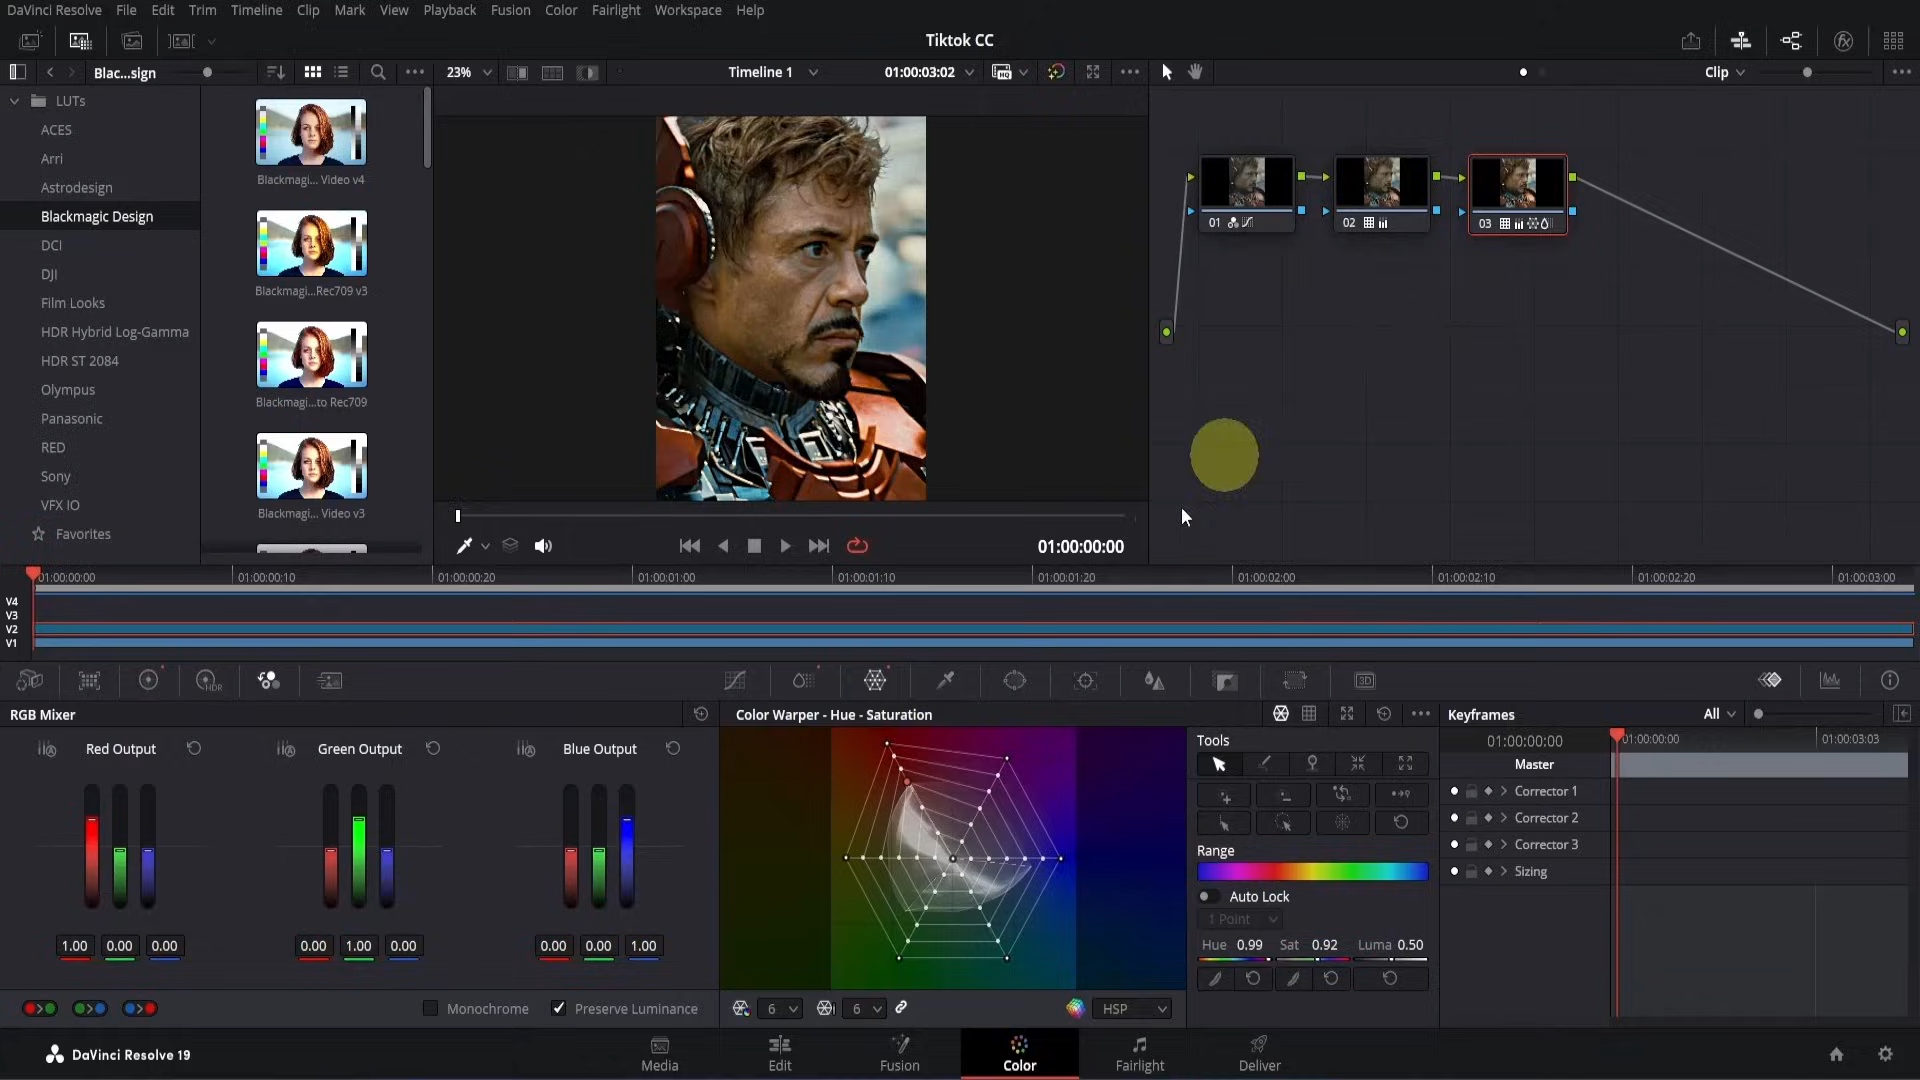 DaVinci Resolve File Edit Trim Timeline Clip Mark View Playback Fusion Color Fairlight Workspace Help
Tiktok CC
Blac...sign 23% Timeline 1 01:00:03:02 Clip
LUTs
ACES
Arri
Astrodesign
Blackmagic Design
DCI
DJI
Film Looks
HDR Hybrid Log-Gamma
HDR ST 2084
Olympus
Panasonic
RED
Sony
VFX IO
Favorites
Blackmagi... Video v4
Blackmagi...Rec709 v3
Blackmagi...to Rec709
Blackmagi... Video v3
01:00:00:00
01 02 03
01:00:00:00 01:00:00:10 01:00:00:20 01:00:01:00 01:00:01:10 01:00:01:20 01:00:02:00 01:00:02:10 01:00:02:20 01:00:03:00
V4
V3
V2
V1
HDR 3D
RGB Mixer
Red Output Green Output Blue Output
1.00 0.00 0.00 0.00 1.00 0.00 0.00 0.00 1.00
Monochrome Preserve Luminance
Color Warper - Hue - Saturation
6 6 HSP
Tools
Range
Auto Lock
1 Point
Hue 0.99 Sat 0.92 Luma 0.50
Keyframes All
01:00:00:00 01:00:00:00 01:00:03:03
Master
Corrector 1
Corrector 2
Corrector 3
Sizing
DaVinci Resolve 19 Media Edit Fusion Color Fairlight Deliver